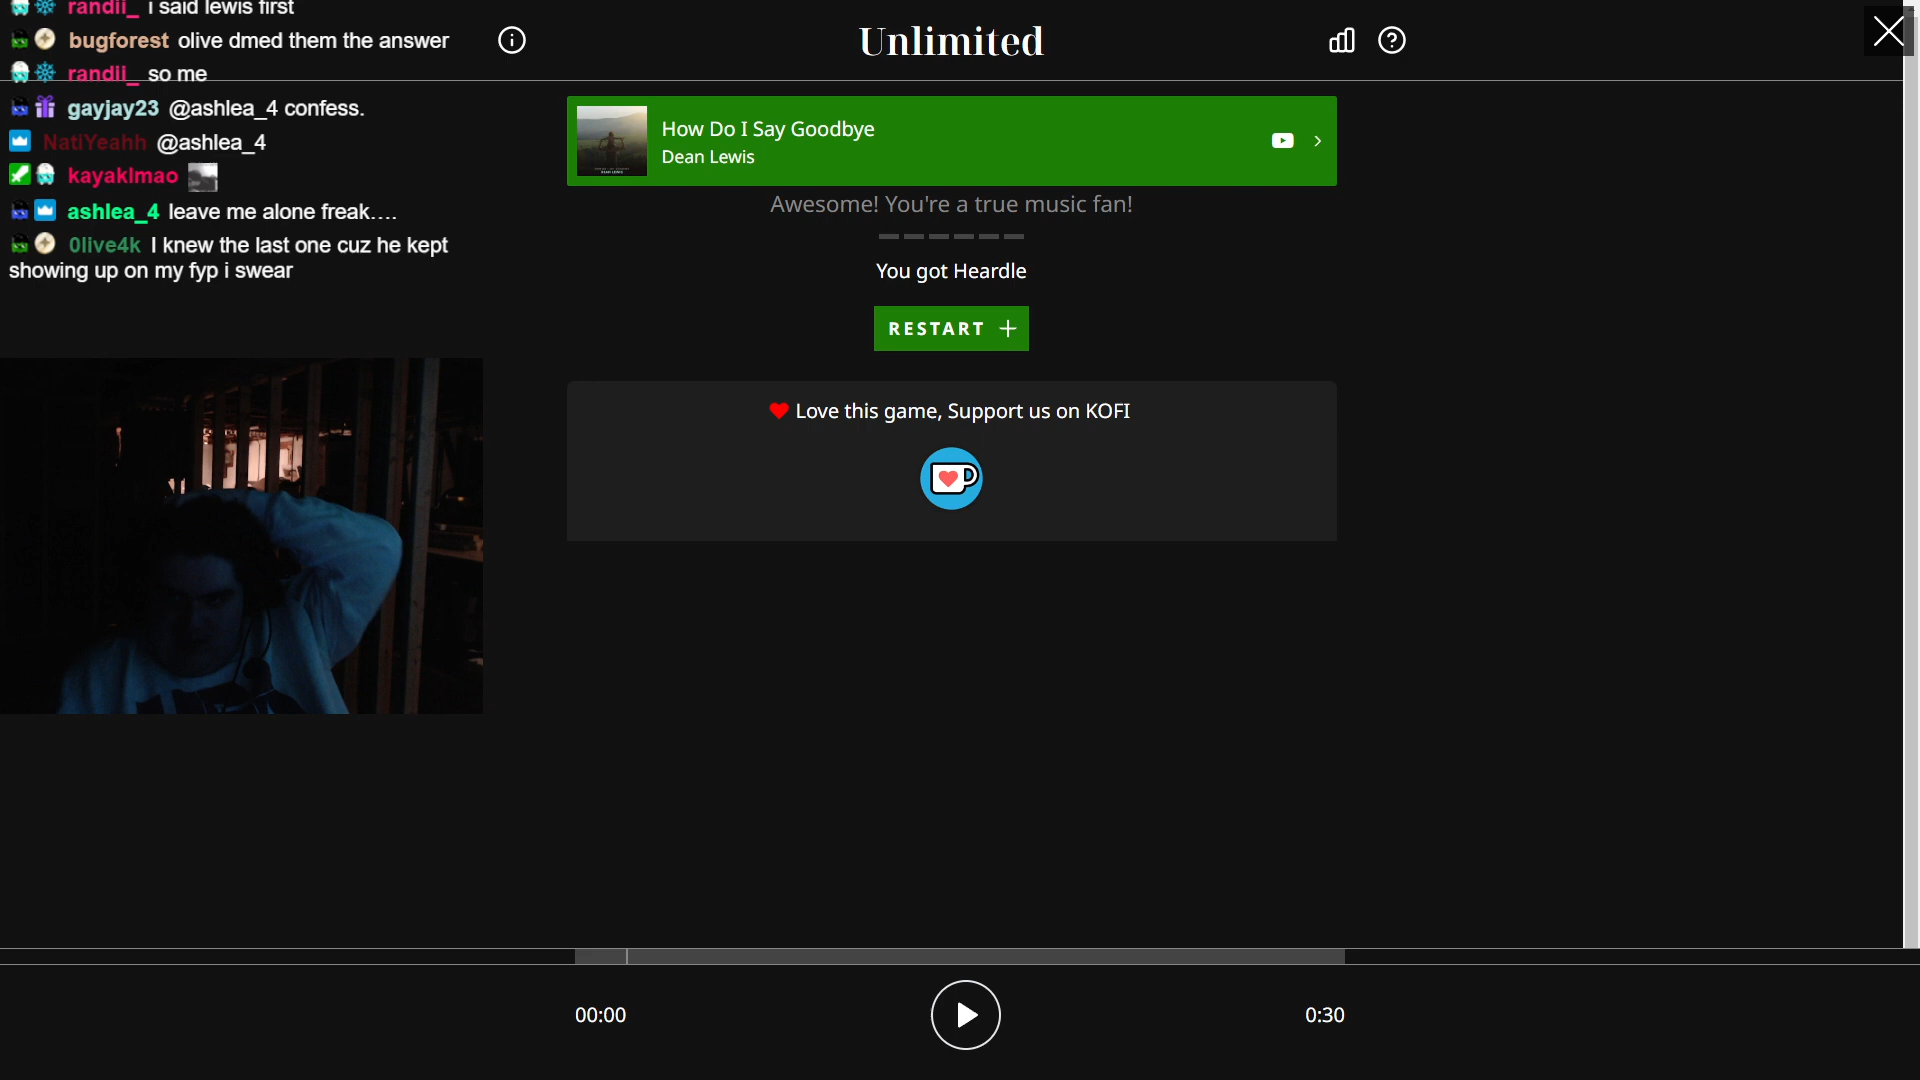 randii_ i said lewis first
bugforest olive dmed them the answer
randii_ so me
gayjay23 @ashlea_4 confess.
NatiYeahh @ashlea_4
kayaklmao
ashlea_4 leave me alone freak....
0live4k I knew the last one cuz he kept
showing up on my fyp i swear
Unlimited
How Do I Say Goodbye
Dean Lewis
Awesome! You're a true music fan!
You got Heardle
RESTART
Love this game, Support us on KOFI
00:00
0:30